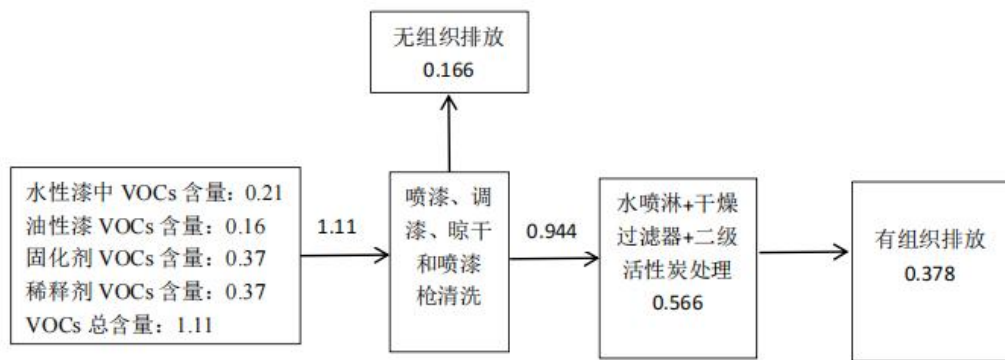 无组织排放
0.166
水性漆中 VOCs 含量：0.21
油性漆 VOCs 含量：0.16
固化剂 VOCs 含量：0.37
稀释剂 VOCs 含量：0.37
VOCs 总含量：1.11
1.11
喷漆、调
漆、晾干
和喷漆
枪清洗
0.944
水喷淋+干燥
过滤器+二级
活性炭处理
0.566
有组织排放
0.378